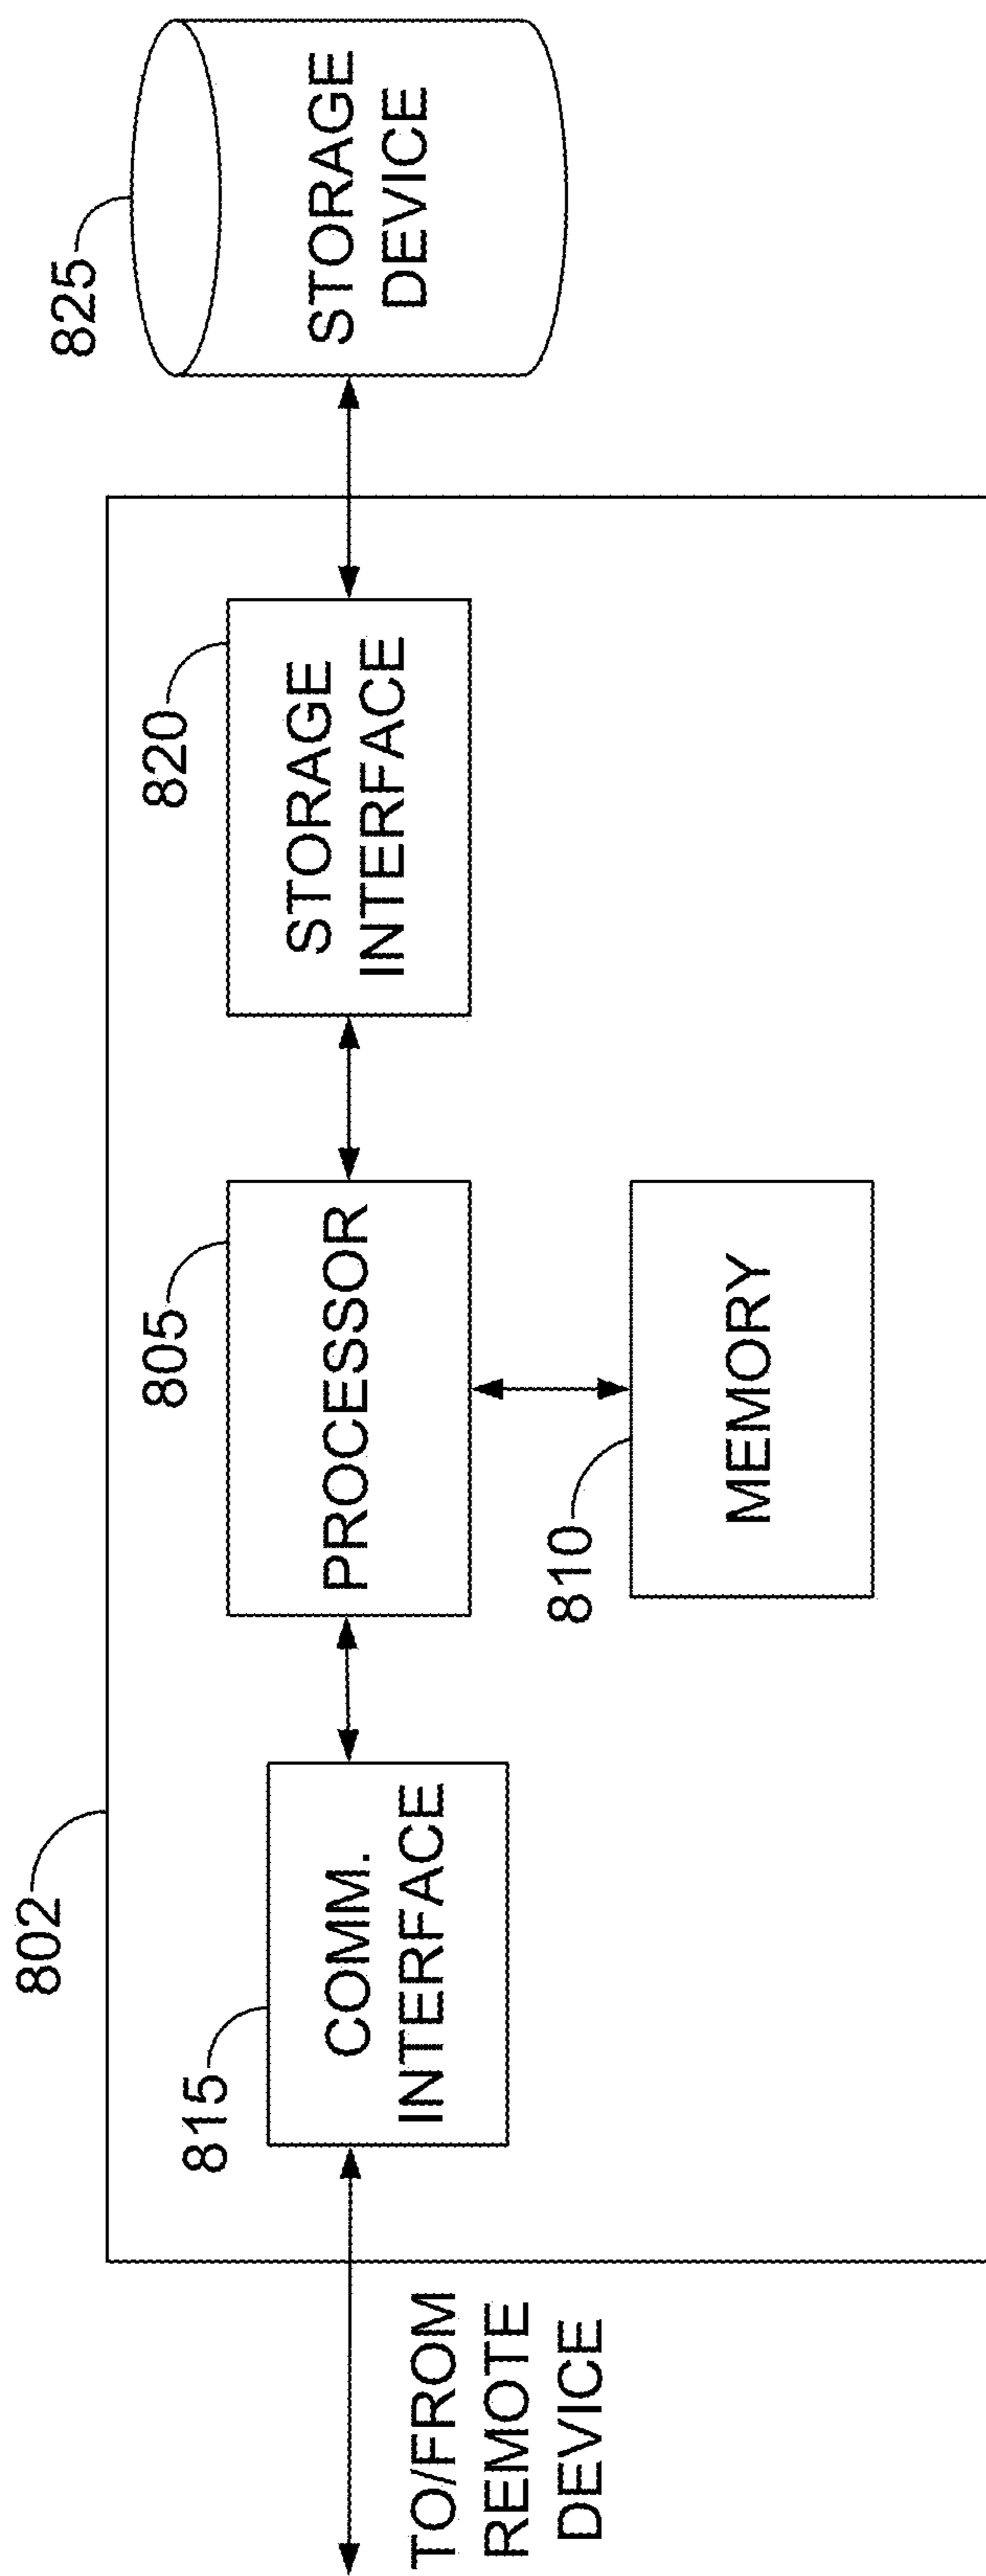 802
815
COMM.
INTERFACE
805
PROCESSOR
820
STORAGE
INTERFACE
825
STORAGE
DEVICE
810
MEMORY
TO/FROM
REMOTE
DEVICE